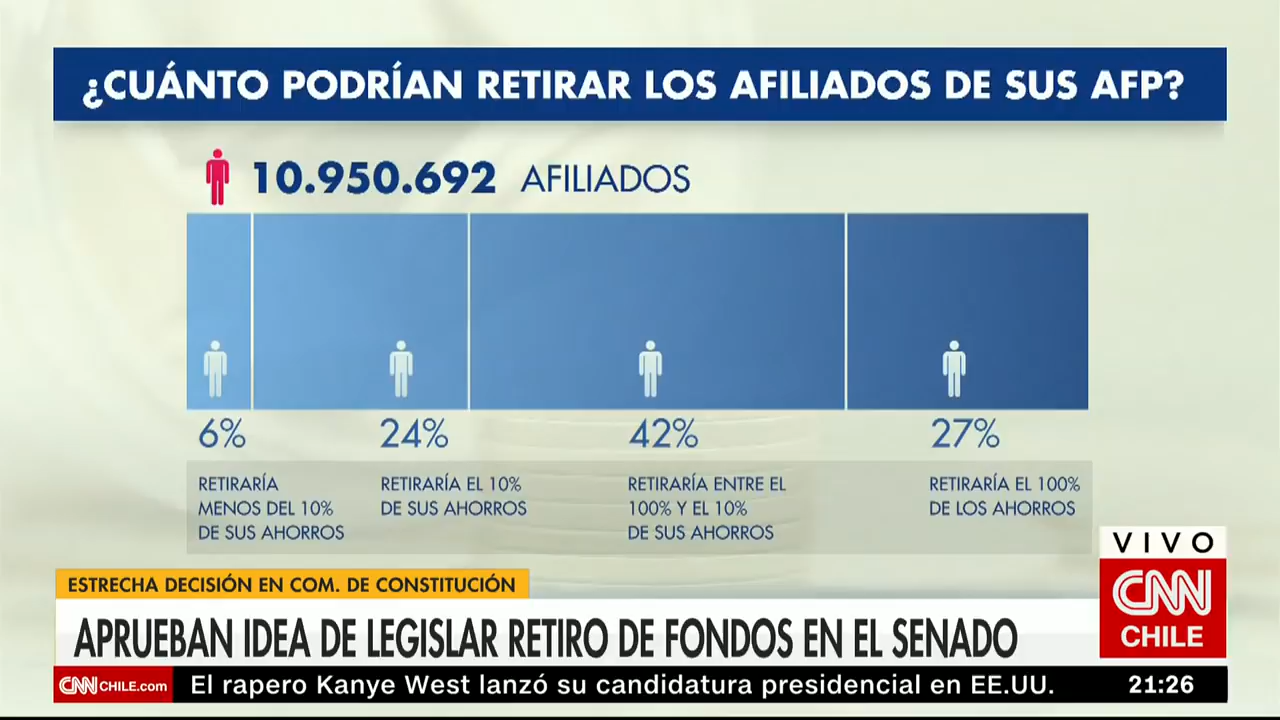 ¿CUÁNTO PODRÍAN RETIRAR LOS AFILIADOS DE SUS AFP?
10.950.692 AFILIADOS
6%
RETIRARÍA
MENOS DEL 10%
DE SUS AHORROS
24%
RETIRARÍA EL 10%
DE SUS AHORROS
42%
RETIRARÍA ENTRE EL
100% Y EL 10%
DE SUS AHORROS
27%
RETIRARÍA EL 100%
DE LOS AHORROS
VIVO
CNN
CHILE
ESTRECHA DECISIÓN EN COM. DE CONSTITUCIÓN
APRUEBAN IDEA DE LEGISLAR RETIRO DE FONDOS EN EL SENADO
CNNCHILE.com El rapero Kanye West lanzó su candidatura presidencial en EE.UU. 21:26